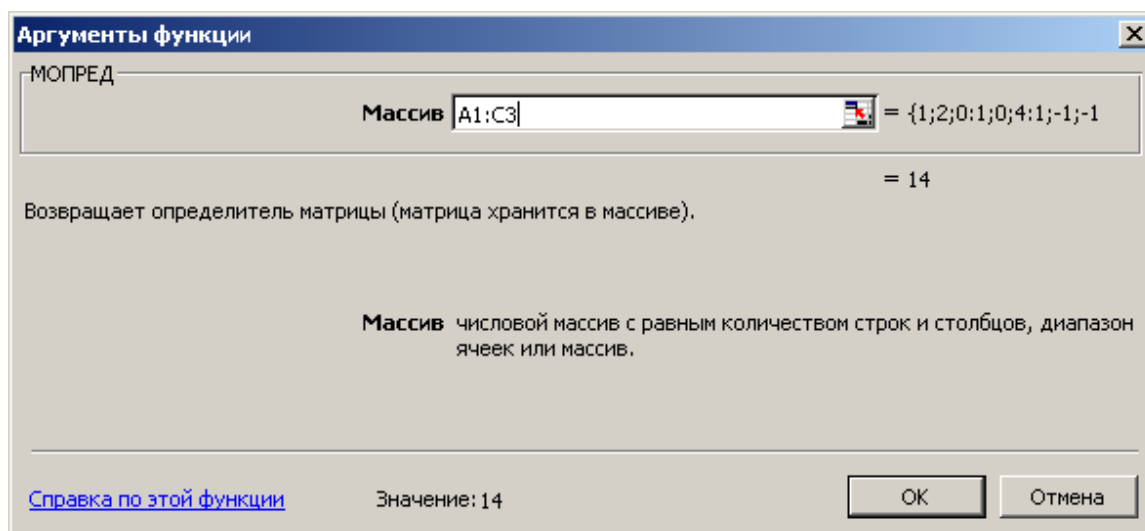 Аргументы функции
МОПРЕД
Массив A1:C3 = {1;2;0:1;0;4:1;-1;-1
= 14
Возвращает определитель матрицы (матрица хранится в массиве).
Массив числовой массив с равным количеством строк и столбцов, диапазон
ячеек или массив.
Справка по этой функции Значение: 14 OK Отмена